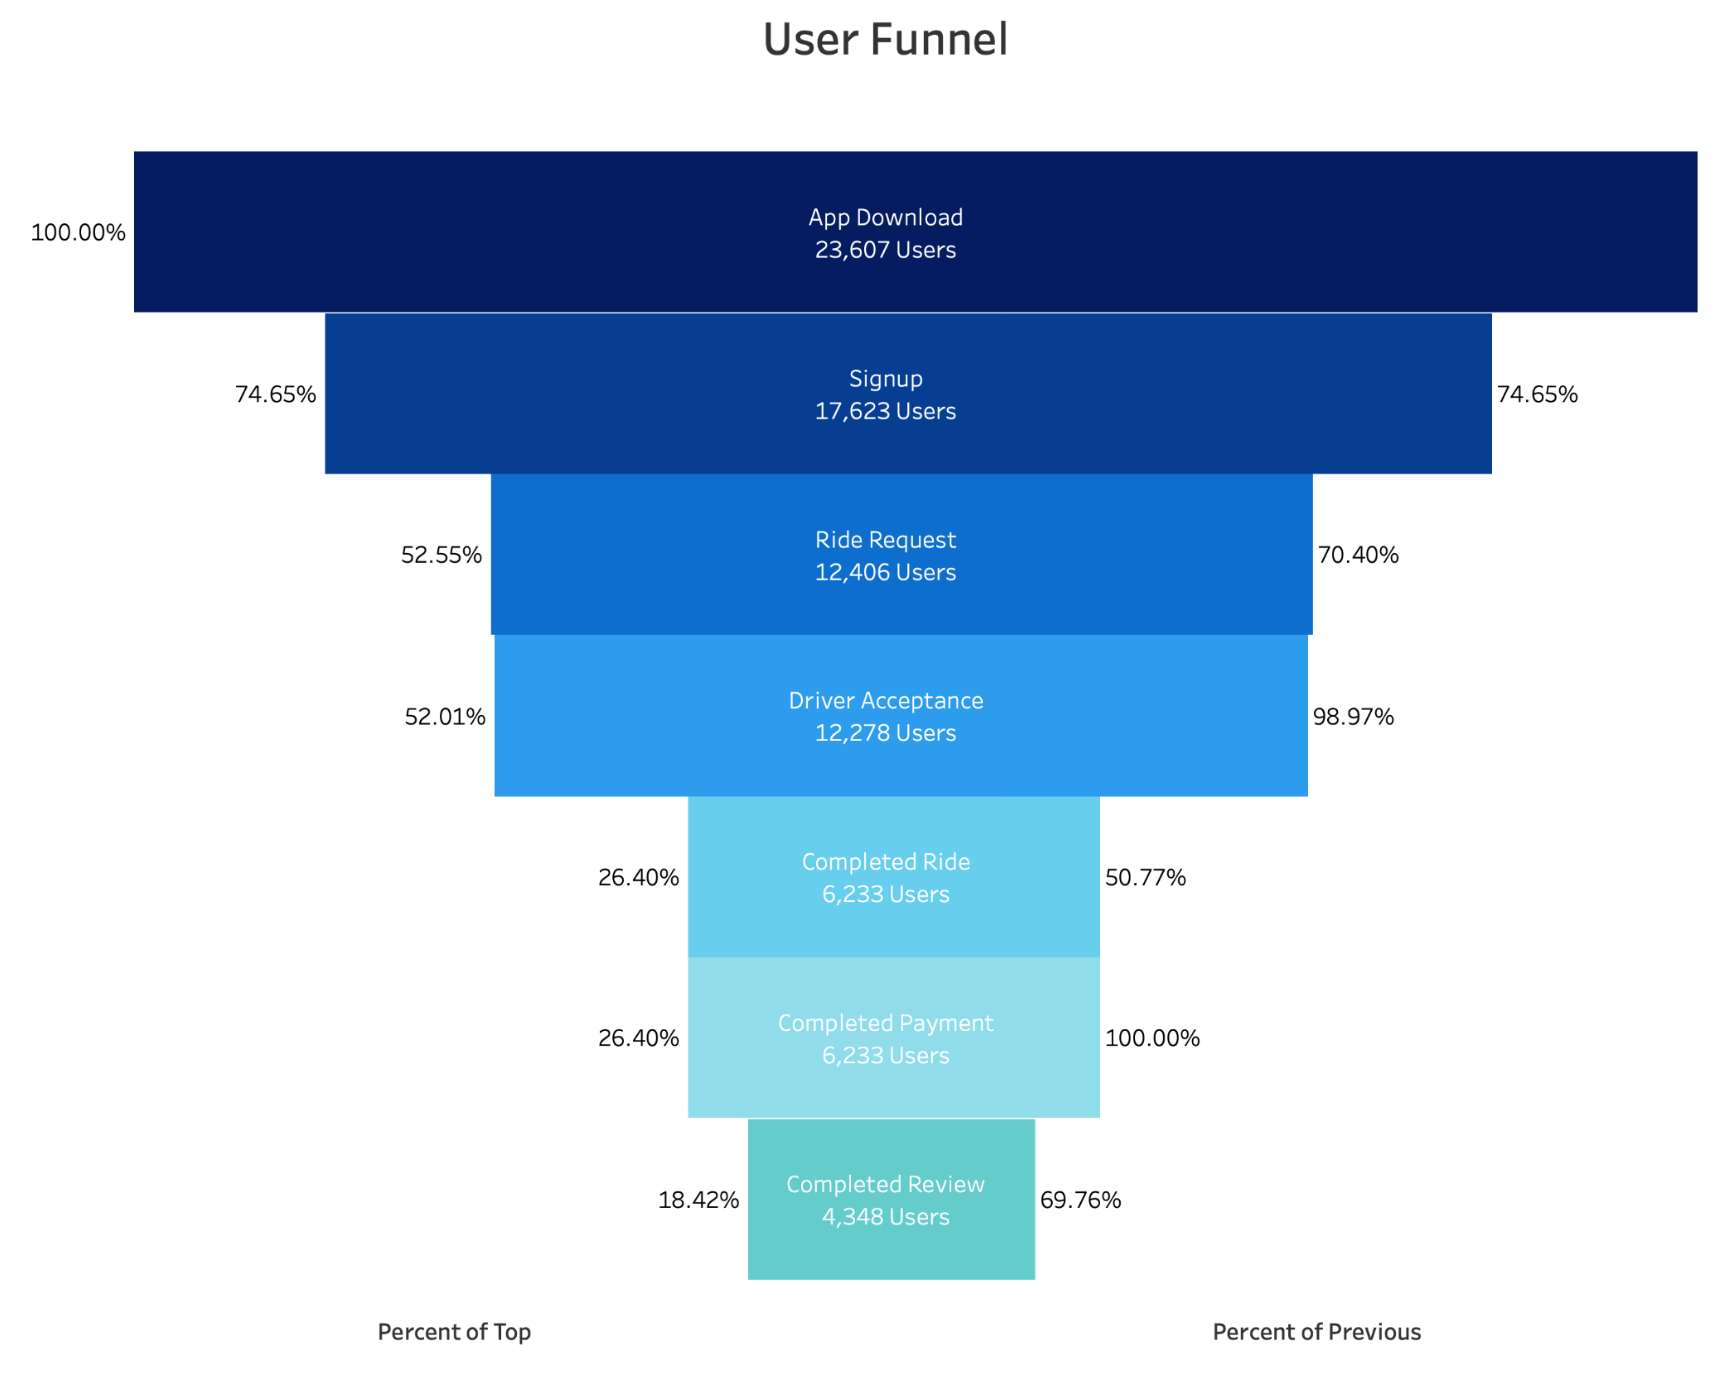 User Funnel
App Download
23,607 Users
100.00%
Signup
17,623 Users
74.65%
74.65%
Ride Request
12,406 Users
52.55%
70.40%
Driver Acceptance
12,278 Users
52.01%
98.97%
Completed Ride
6,233 Users
26.40%
50.77%
Completed Payment
6,233 Users
26.40%
100.00%
Completed Review
4,348 Users
18.42%
69.76%
Percent of Top
Percent of Previous